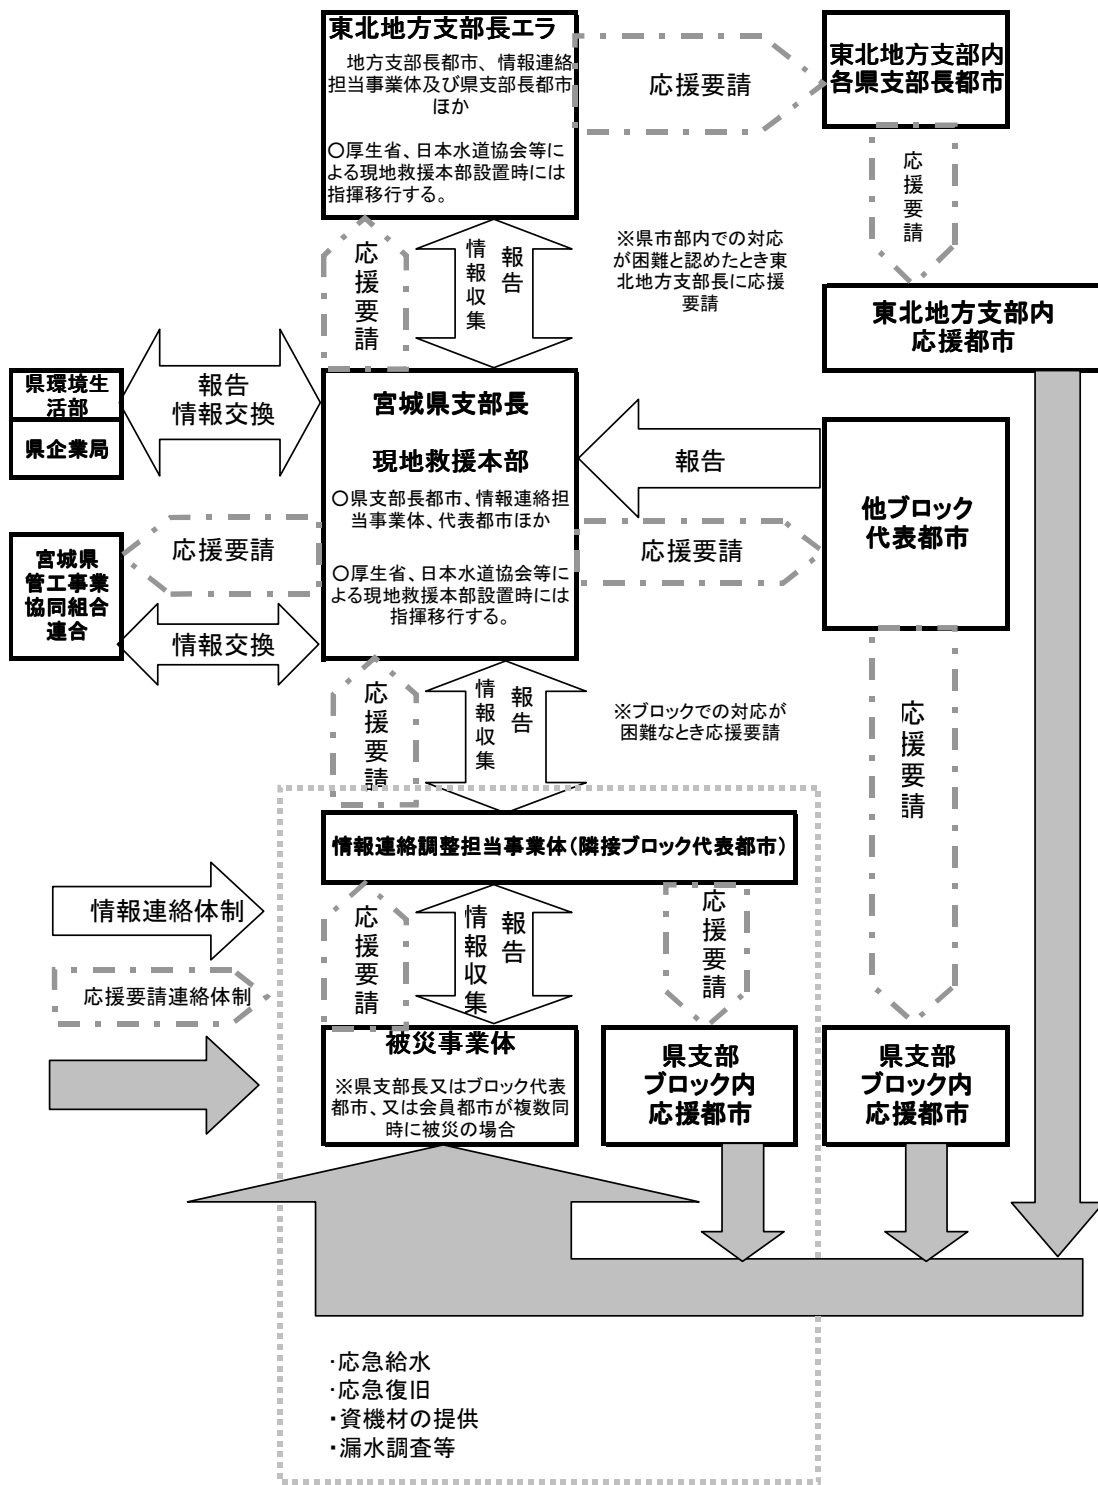 東北地方支部長エラ
地方支部長都市、情報連絡
担当事業体及び県支部長都市
ほか
○厚生省、日本水道協会等に
よる現地救援本部設置時には
指揮移行する。
応援要請
東北地方支部内
各県支部長都市
応援要請
応援要請
情報収集
報告
※県市部内での対応
が困難と認めたとき東
北地方支部長に応援
要請
東北地方支部内
応援都市
県環境生
活部
県企業局
報告
情報交換
宮城県支部長
現地救援本部
○県支部長都市、情報連絡担
当事業体、代表都市ほか
○厚生省、日本水道協会等に
よる現地救援本部設置時には
指揮移行する。
報告
他ブロック
代表都市
応援要請
応援要請
宮城県
管工事業
協同組合
連合
情報交換
応援要請
情報収集
報告
※ブロックでの対応が
困難なとき応援要請
応援要請
情報連絡調整担当事業体(隣接ブロック代表都市)
情報連絡体制
応援要請
情報収集
報告
応援要請
応援要請連絡体制
被災事業体
※県支部長又はブロック代表
都市、又は会員都市が複数同
時に被災の場合
県支部
ブロック内
応援都市
県支部
ブロック内
応援都市
・応急給水
・応急復旧
・資機材の提供
・漏水調査等